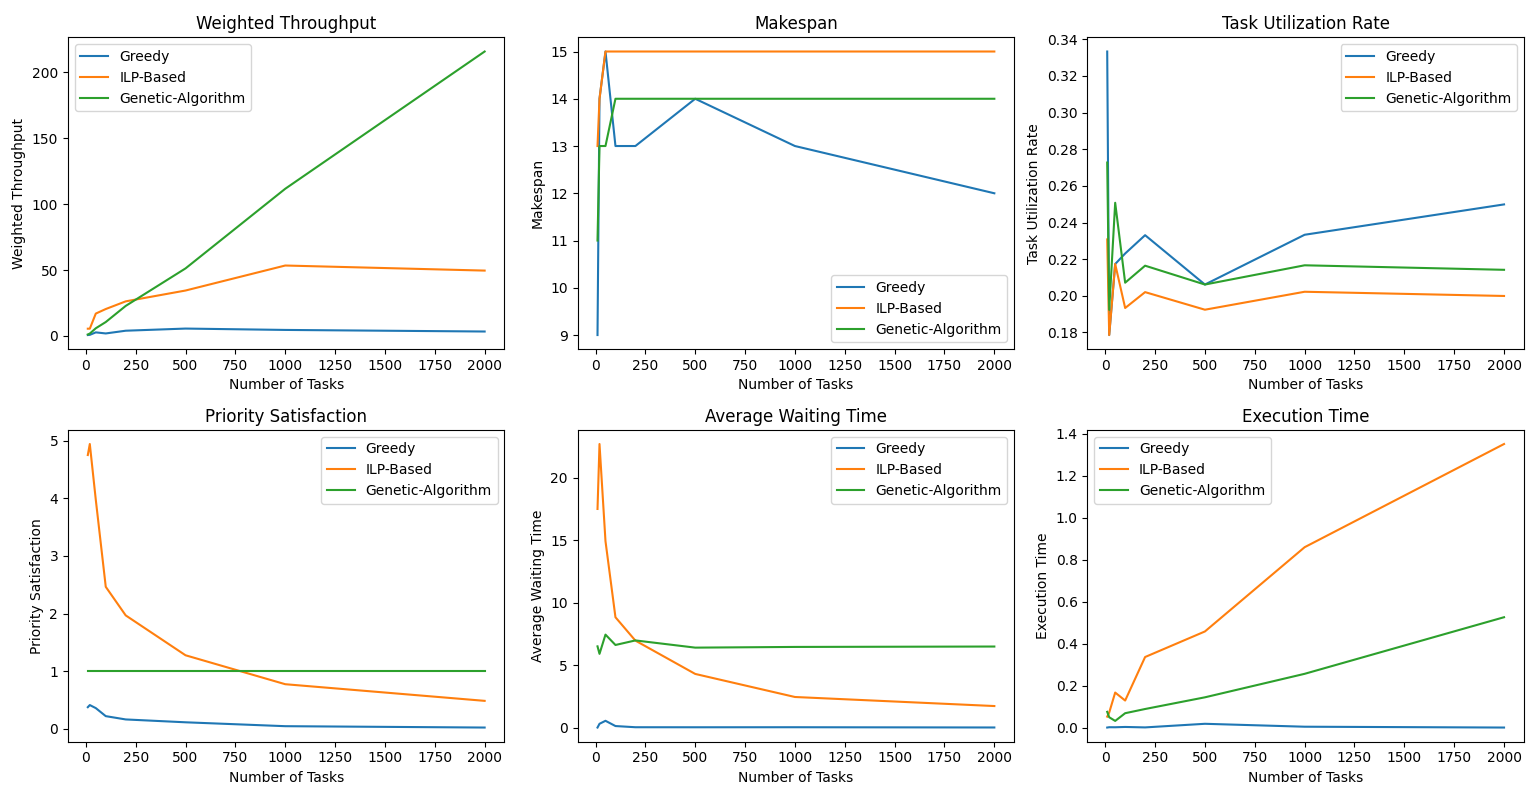 Weighted Throughput
Weighted Throughput
200
150
100
50
0
Greedy
ILP-Based
Genetic-Algorithm
0 250 500 750 1000 1250 1500 1750 2000
Number of Tasks
Makespan
Makespan
15
14
13
12
11
10
9
Greedy
ILP-Based
Genetic-Algorithm
0 250 500 750 1000 1250 1500 1750 2000
Number of Tasks
Task Utilization Rate
Task Utilization Rate
0.34
0.32
0.30
0.28
0.26
0.24
0.22
0.20
0.18
Greedy
ILP-Based
Genetic-Algorithm
0 250 500 750 1000 1250 1500 1750 2000
Number of Tasks
Priority Satisfaction
Priority Satisfaction
5
4
3
2
1
0
Greedy
ILP-Based
Genetic-Algorithm
0 250 500 750 1000 1250 1500 1750 2000
Number of Tasks
Average Waiting Time
Average Waiting Time
20
15
10
5
0
Greedy
ILP-Based
Genetic-Algorithm
0 250 500 750 1000 1250 1500 1750 2000
Number of Tasks
Execution Time
Execution Time
1.4
1.2
1.0
0.8
0.6
0.4
0.2
0.0
Greedy
ILP-Based
Genetic-Algorithm
0 250 500 750 1000 1250 1500 1750 2000
Number of Tasks